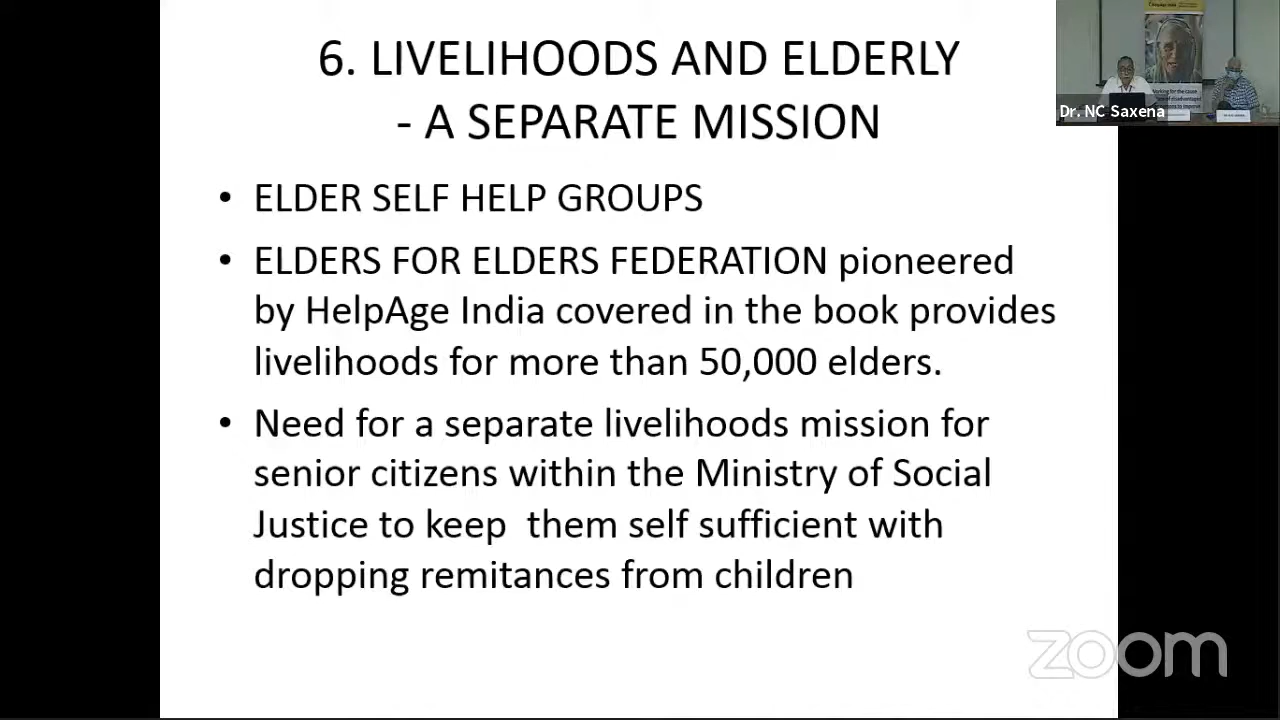 6. LIVELIHOODS AND ELDERLY
- A SEPARATE MISSION
• ELDER SELF HELP GROUPS
• ELDERS FOR ELDERS FEDERATION pioneered
by HelpAge India covered in the book provides
livelihoods for more than 50,000 elders.
• Need for a separate livelihoods mission for
senior citizens within the Ministry of Social
Justice to keep them self sufficient with
dropping remitances from children
Dr. NC Saxena
zoom